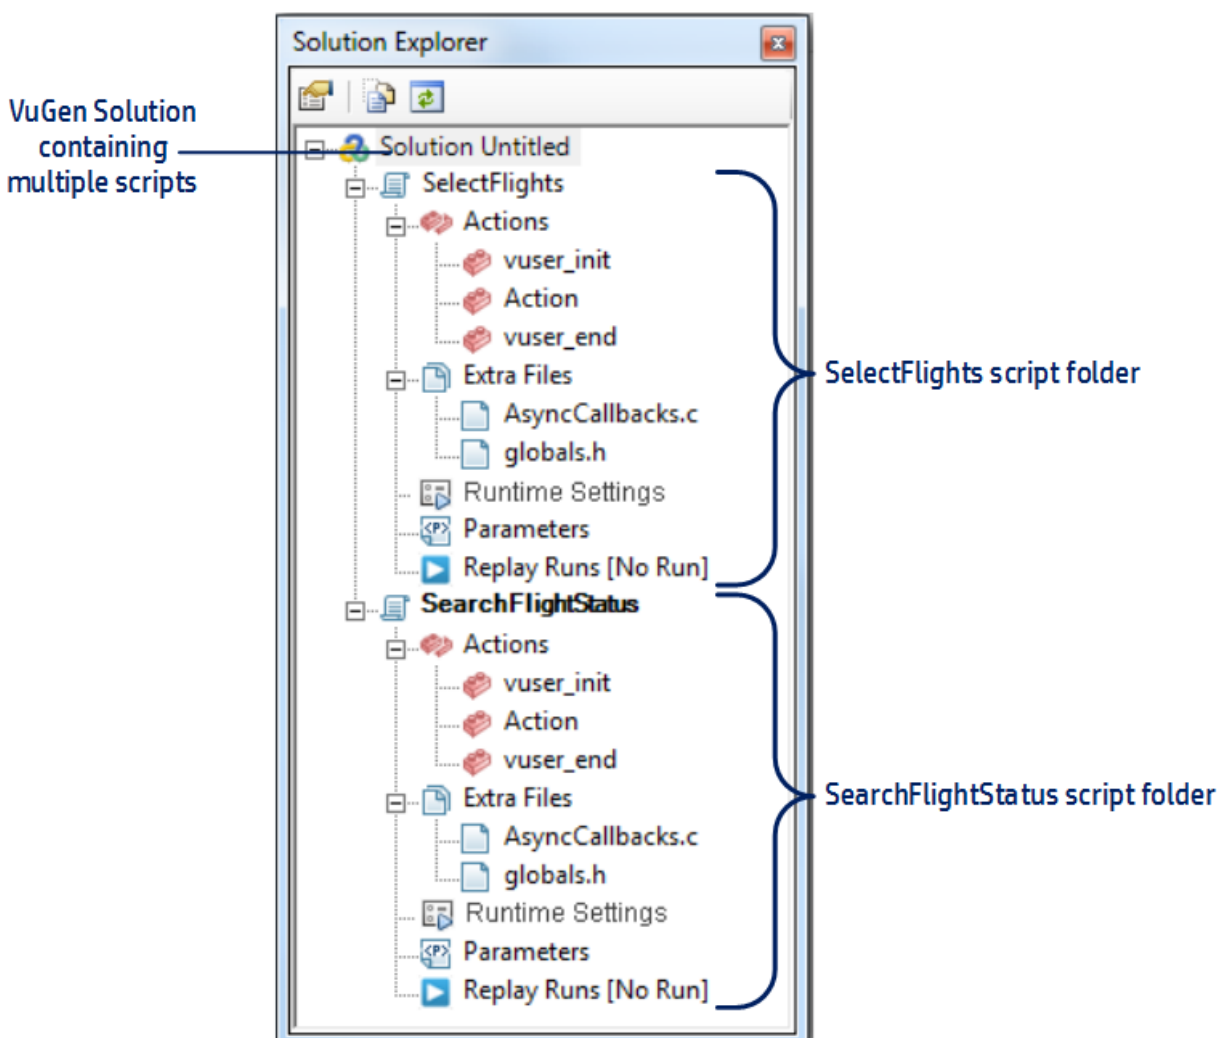 Solution Explorer
VuGen Solution
containing
multiple scripts
Solution Untitled
SelectFlights
Actions
vuser_init
Action
vuser_end
SelectFlights script folder
Extra Files
AsyncCallbacks.c
globals.h
Runtime Settings
<P>
Parameters
Replay Runs [No Run]
SearchFlightStatus
Actions
vuser_init
Action
vuser_end
SearchFlightStatus script folder
Extra Files
AsyncCallbacks.c
globals.h
Runtime Settings
<P>
Parameters
Replay Runs [No Run]